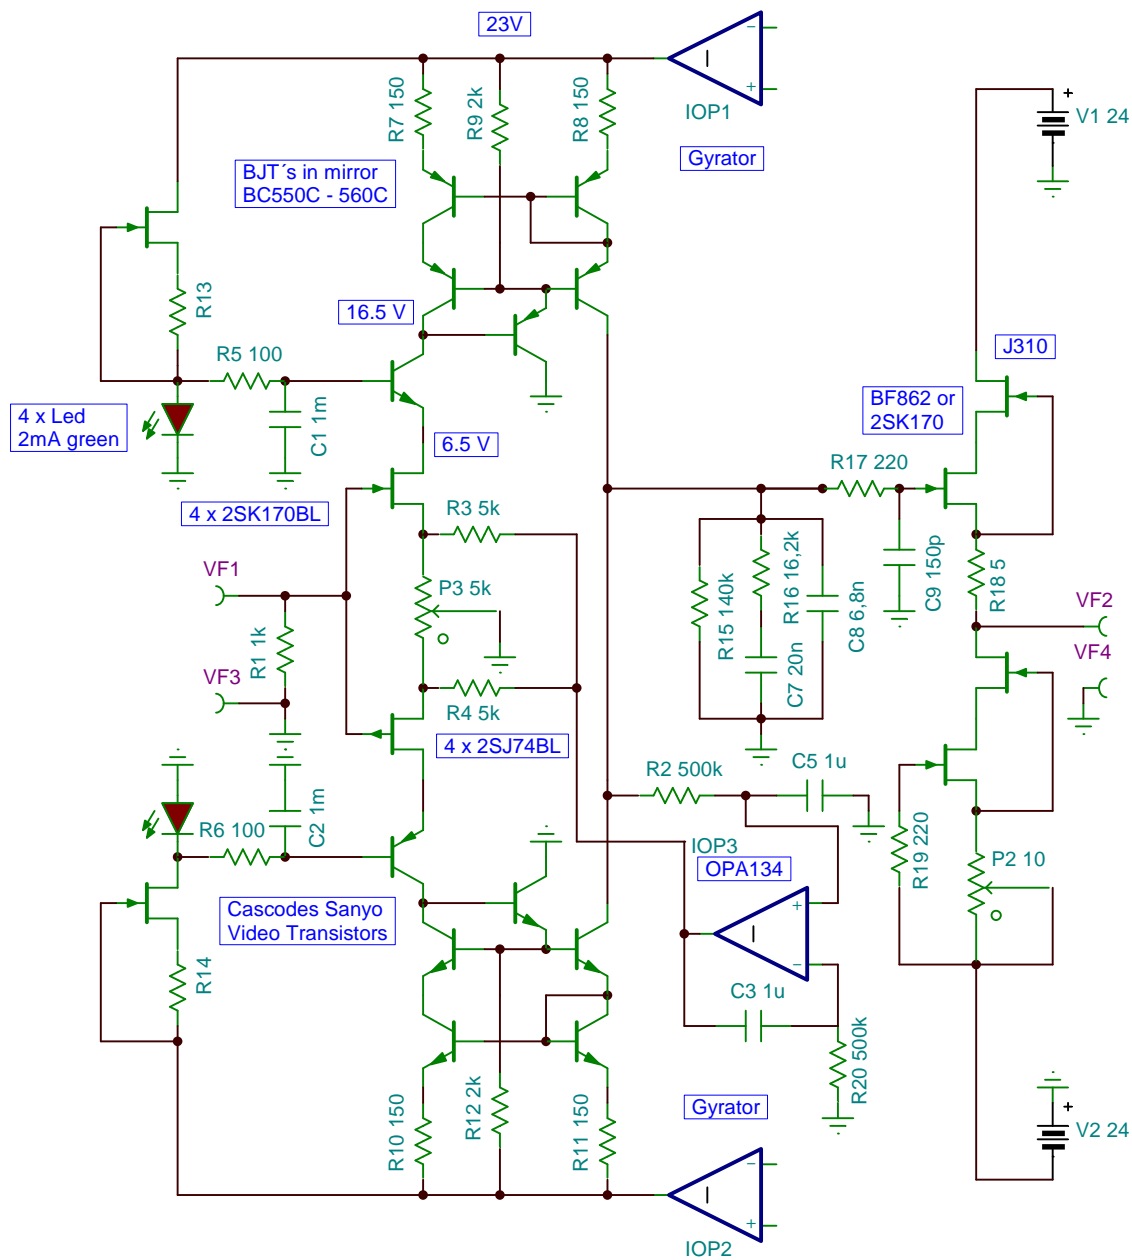 23V
IOP1
Gyrator
V1 24
R7 150
R9 2k
R8 150
BJT´s in mirror
BC550C - 560C
R13
16.5 V
R5 100
C1 1m
4 x Led
2mA green
6.5 V
4 x 2SK170BL
R3 5k
J310
BF862 or
2SK170
R17 220
C9 150p
R18 5
VF1
P3 5k
R1 1k
VF3
R15 140k
R16 16,2k
C7 20n
C8 6,8n
VF2
VF4
R4 5k
4 x 2SJ74BL
R2 500k
C5 1u
C2 1m
R6 100
IOP3
OPA134
R19 220
P2 10
Cascodes Sanyo
Video Transistors
R14
C3 1u
R20 500k
R10 150
R12 2k
R11 150
Gyrator
V2 24
IOP2